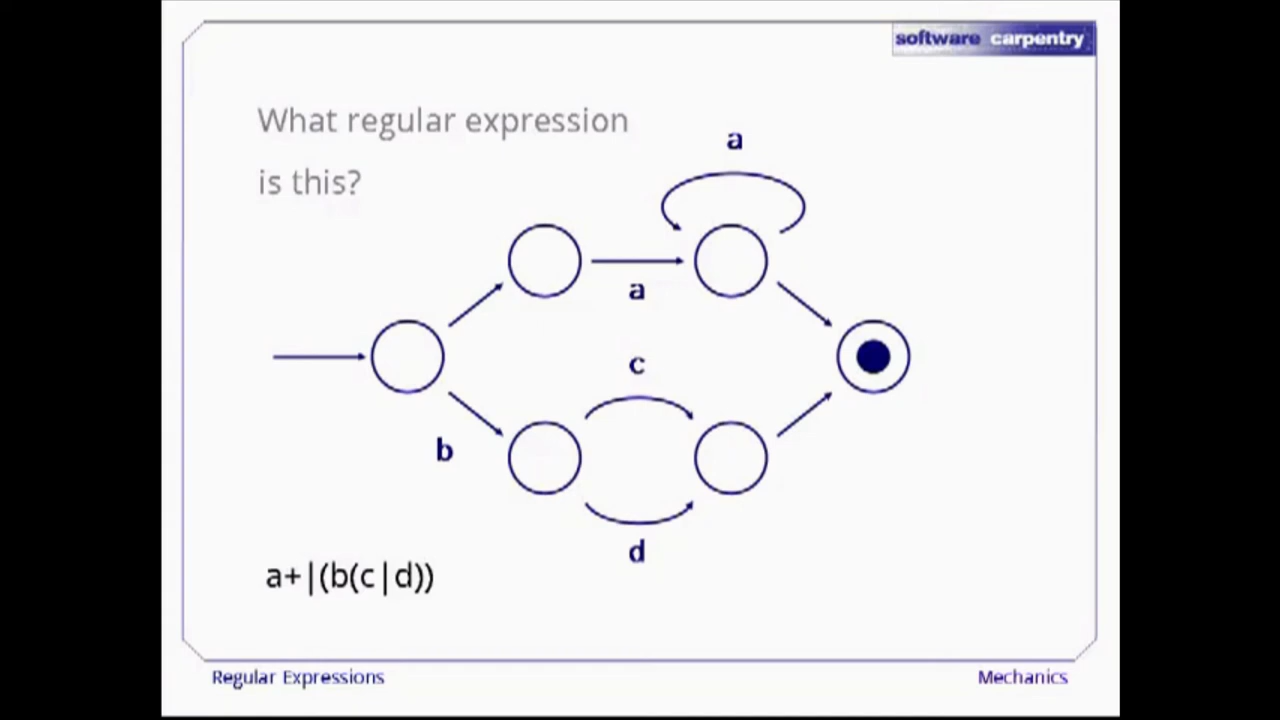 software carpentry
What regular expression
is this?
a
a
c
b
d
a+|(b(c|d))
Regular Expressions
Mechanics